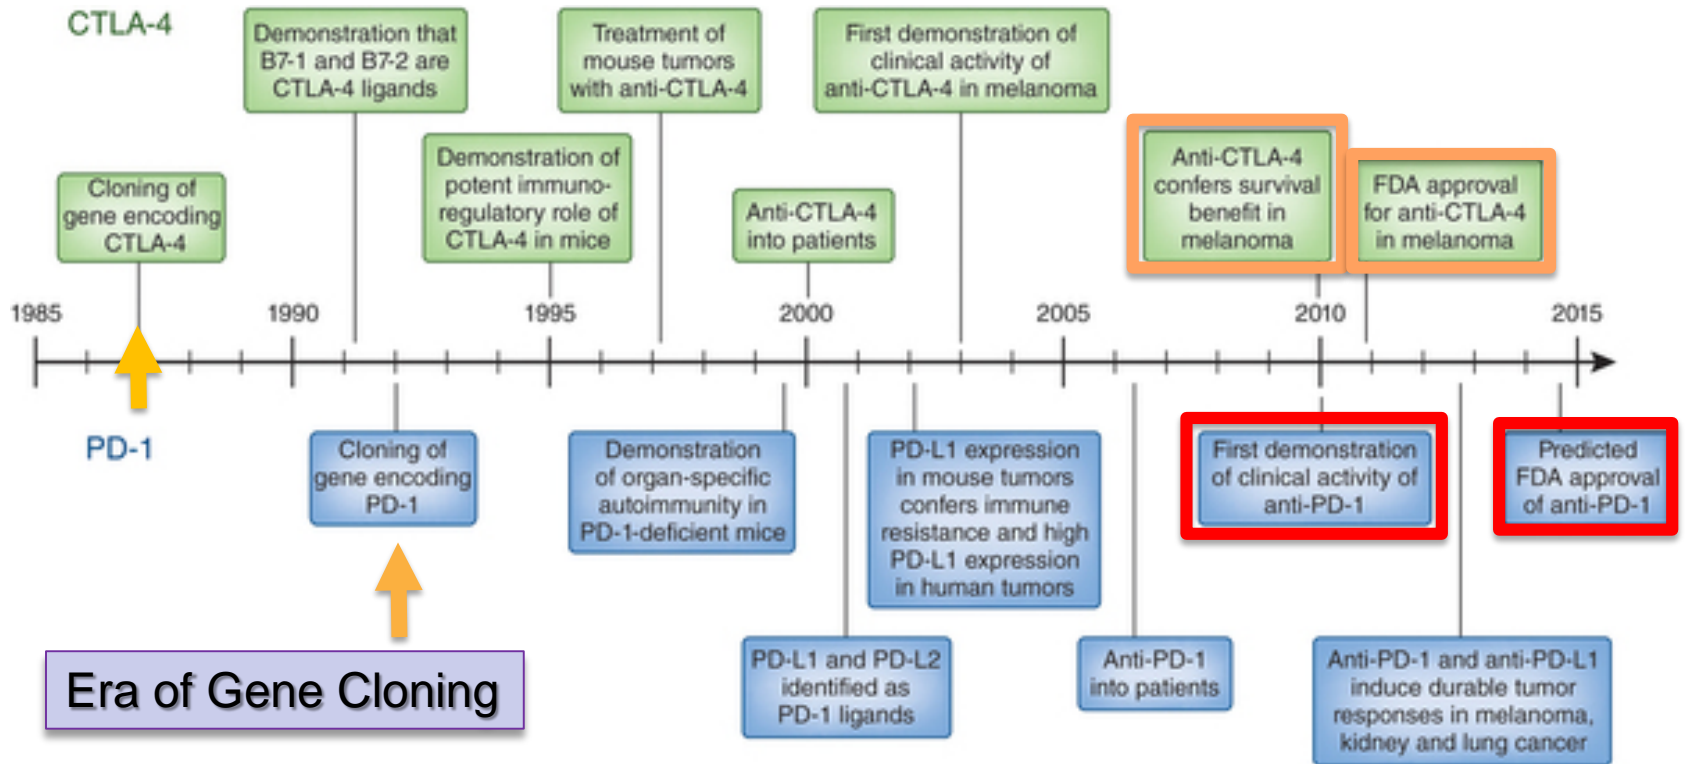 CTLA-4
Demonstration that
B7-1 and B7-2 are
CTLA-4 ligands
Treatment of
mouse tumors
with anti-CTLA-4
First demonstration of
clinical activity of
anti-CTLA-4 in melanoma
Cloning of
gene encoding
CTLA-4
Demonstration of
potent immuno-
regulatory role of
CTLA-4 in mice
Anti-CTLA-4
into patients
Anti-CTLA-4
confers survival
benefit in
melanoma
FDA approval
for anti-CTLA-4
in melanoma
1985 1990 1995 2000 2005 2010 2015
PD-1
Cloning of
gene encoding
PD-1
Demonstration
of organ-specific
autoimmunity in
PD-1-deficient mice
PD-L1 expression
in mouse tumors
confers immune
resistance and high
PD-L1 expression
in human tumors
First demonstration
of clinical activity of
anti-PD-1
Predicted
FDA approval
of anti-PD-1
Era of Gene Cloning
PD-L1 and PD-L2
identified as
PD-1 ligands
Anti-PD-1
into patients
Anti-PD-1 and anti-PD-L1
induce durable tumor
responses in melanoma,
kidney and lung cancer